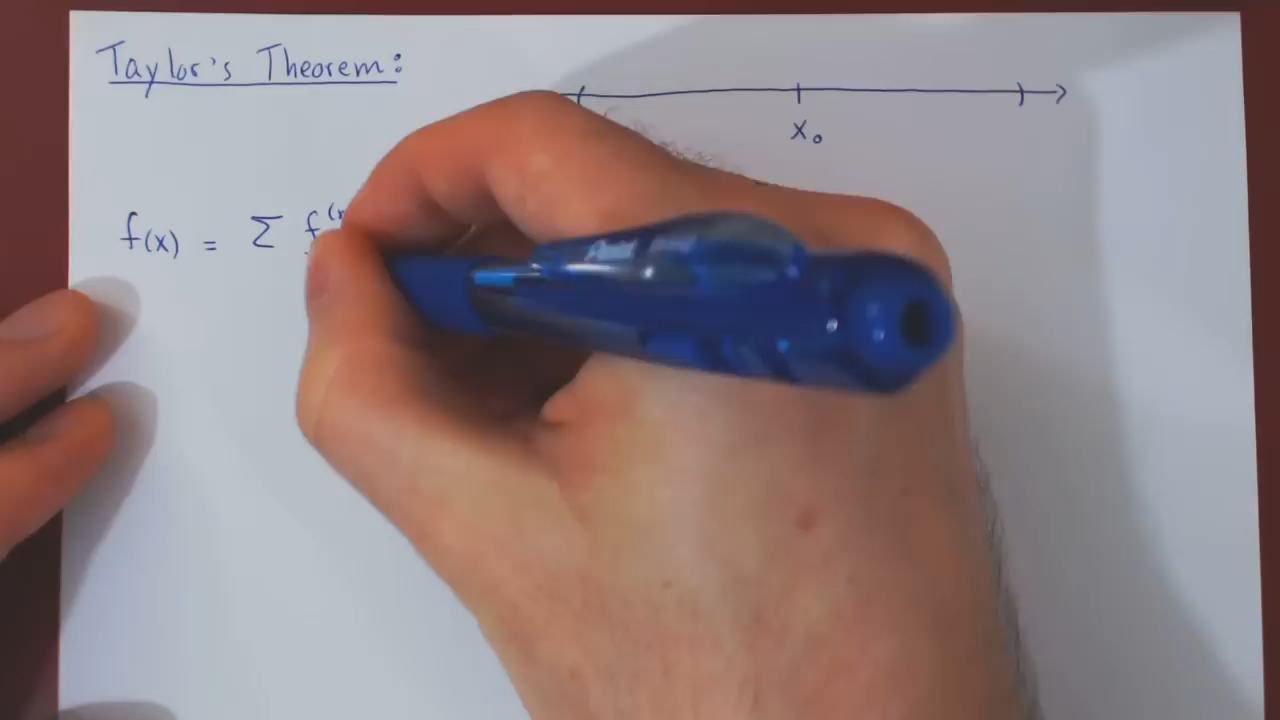 Taylor's Theorem:
x₀
f(x) = Σ f⁽